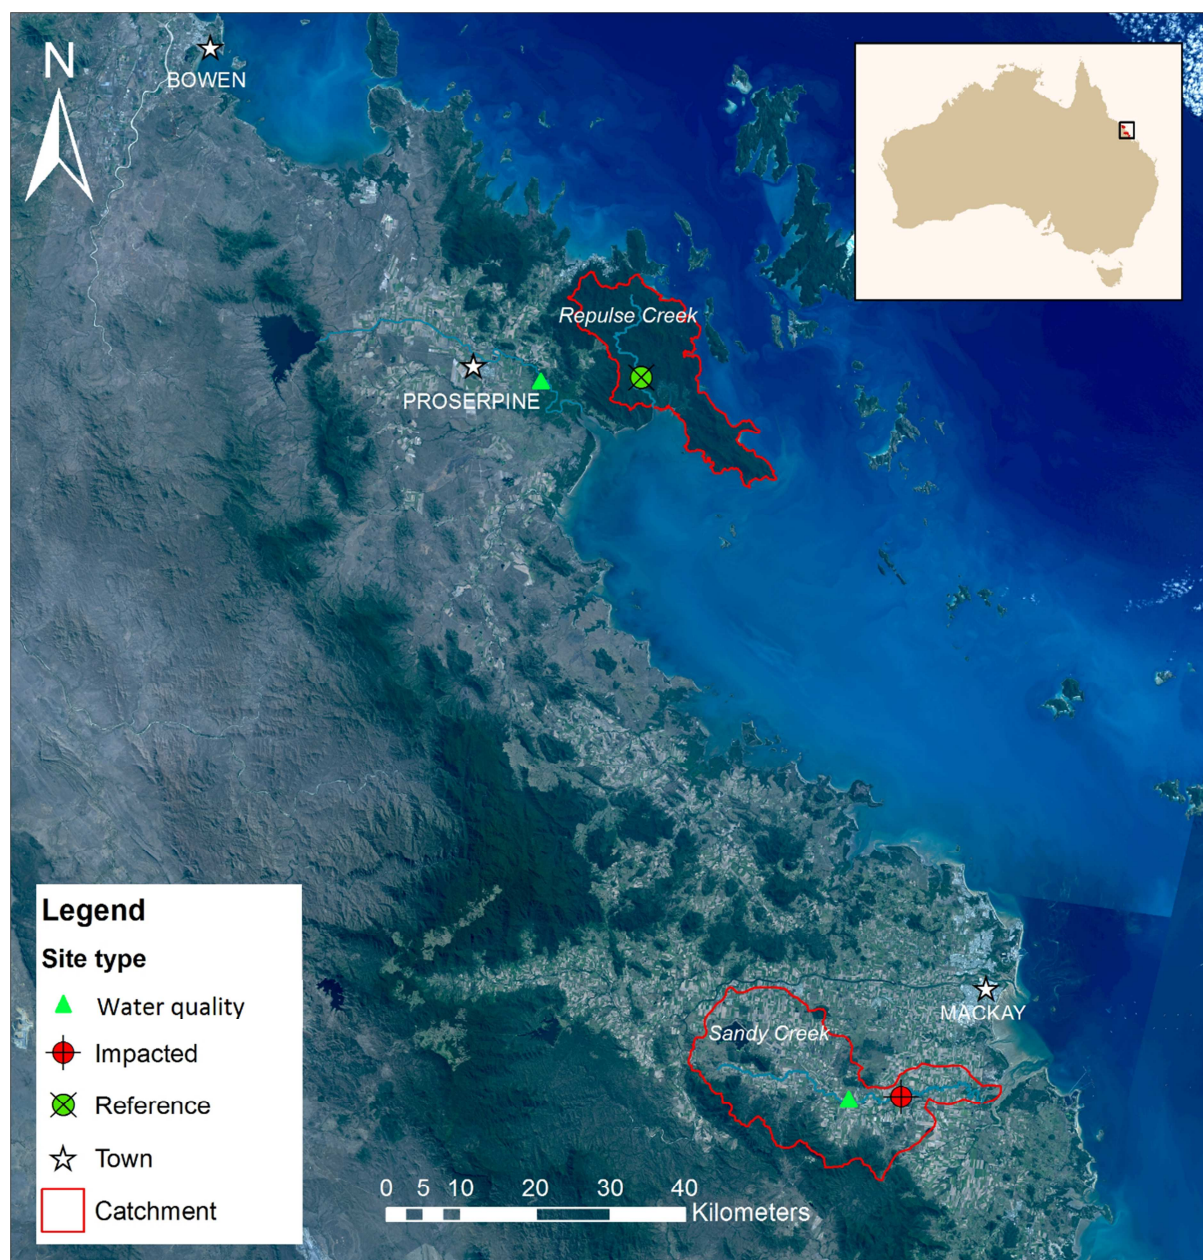 N
BOWEN
Repulse Creek
PROSERPINE
MACKAY
Sandy Creek
Legend
Site type
Water quality
Impacted
Reference
Town
Catchment
0 5 10 20 30 40
Kilometers